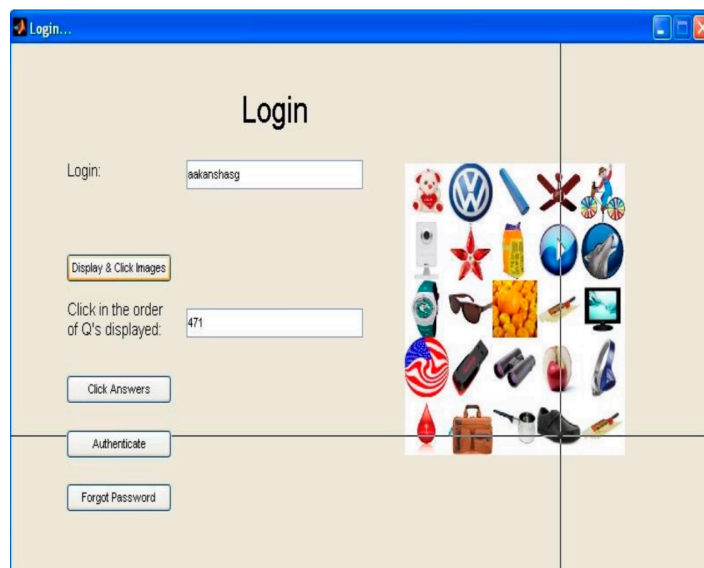 Login...
Login
Login:
aakanshasg
Display & Click Images
Click in the order
of Q's displayed:
471
Click Answers
Authenticate
Forgot Password